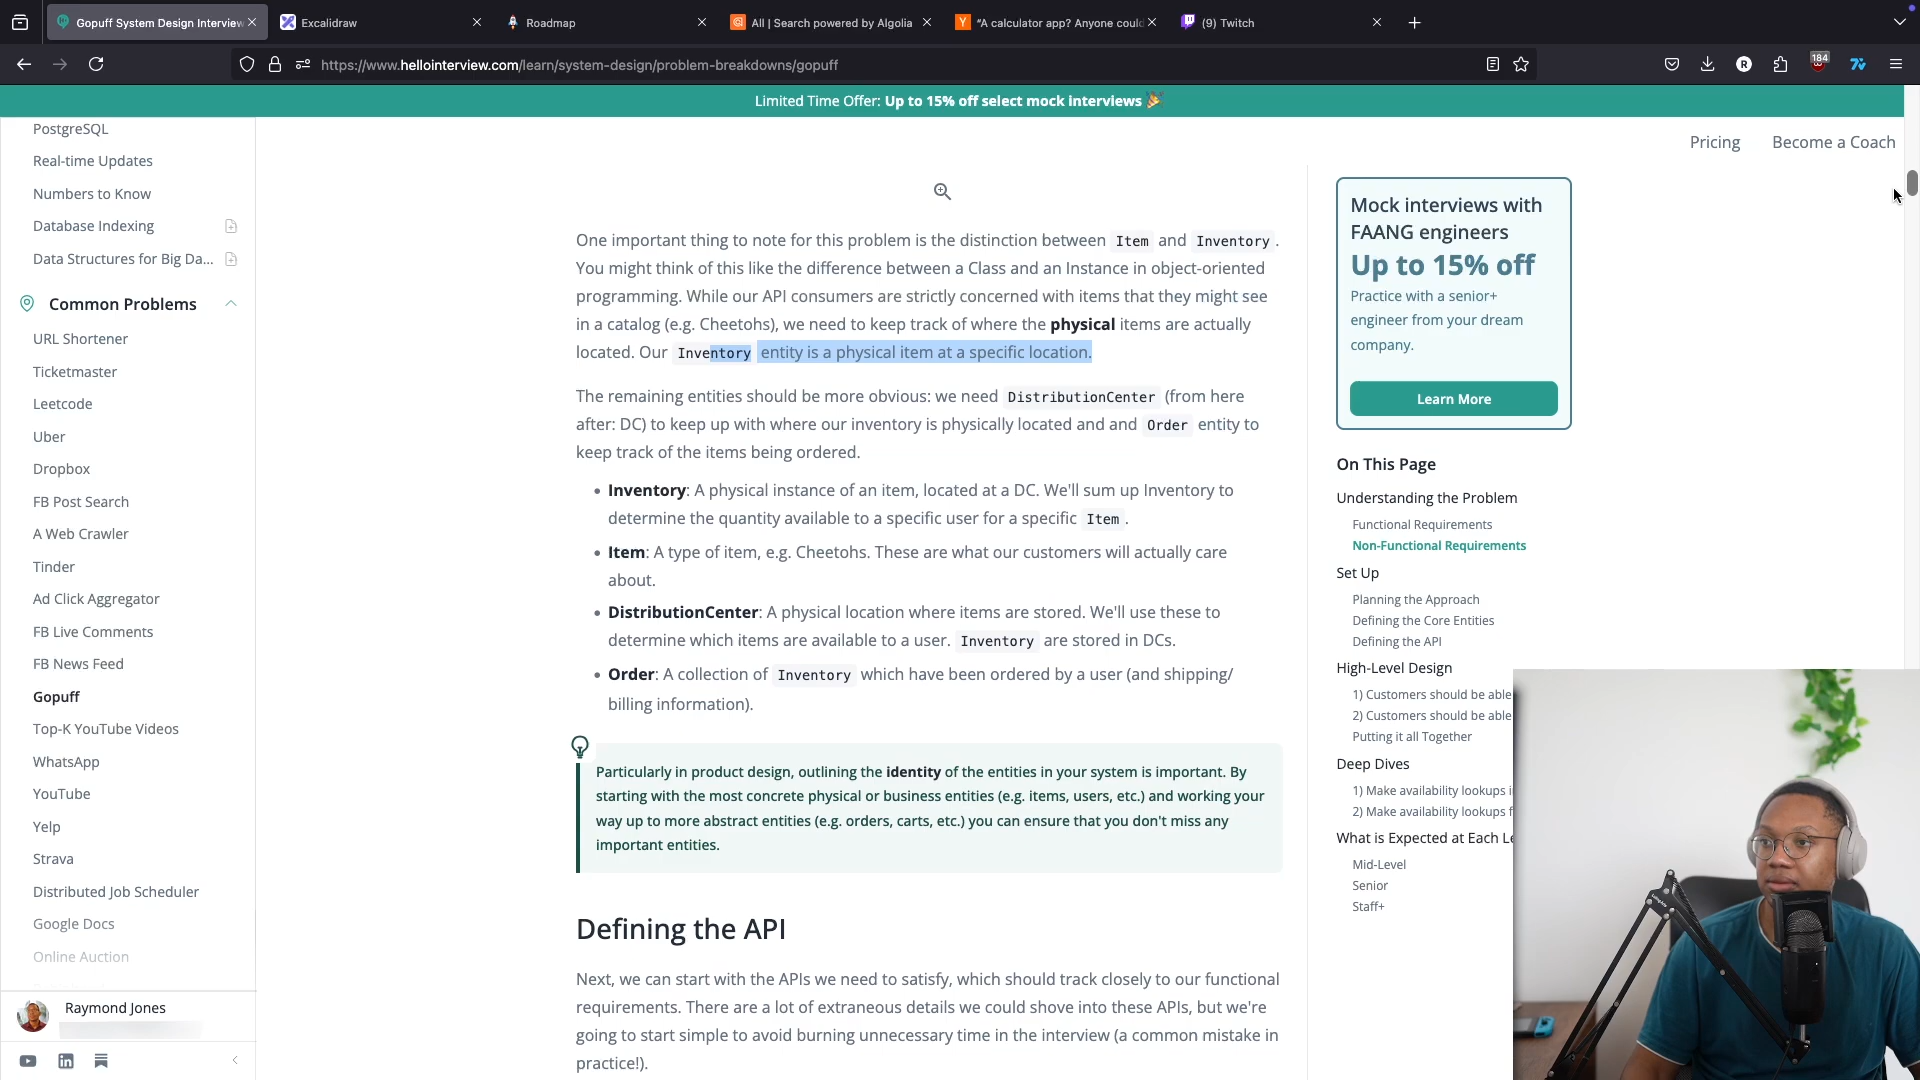 Gopuff System Design Interview
Excalidraw
Roadmap
All | Search powered by Algolia
"A calculator app? Anyone could
(9) Twitch
https://www.hellointerview.com/learn/system-design/problem-breakdowns/gopuff
184
R
Limited Time Offer: Up to 15% off select mock interviews 🎉
Pricing
Become a Coach
PostgreSQL
Real-time Updates
Numbers to Know
Database Indexing
Data Structures for Big Da...
Common Problems
URL Shortener
Ticketmaster
Leetcode
Uber
Dropbox
FB Post Search
A Web Crawler
Tinder
Ad Click Aggregator
FB Live Comments
FB News Feed
Gopuff
Top-K YouTube Videos
WhatsApp
YouTube
Yelp
Strava
Distributed Job Scheduler
Google Docs
Online Auction
Raymond Jones
One important thing to note for this problem is the distinction between Item and Inventory.
You might think of this like the difference between a Class and an Instance in object-oriented
programming. While our API consumers are strictly concerned with items that they might see
in a catalog (e.g. Cheetohs), we need to keep track of where the physical items are actually
located. Our Inventory entity is a physical item at a specific location.
The remaining entities should be more obvious: we need DistributionCenter (from here
after: DC) to keep up with where our inventory is physically located and and Order entity to
keep track of the items being ordered.
• Inventory: A physical instance of an item, located at a DC. We'll sum up Inventory to
determine the quantity available to a specific user for a specific Item.
• Item: A type of item, e.g. Cheetohs. These are what our customers will actually care
about.
• DistributionCenter: A physical location where items are stored. We'll use these to
determine which items are available to a user. Inventory are stored in DCs.
• Order: A collection of Inventory which have been ordered by a user (and shipping/
billing information).
Particularly in product design, outlining the identity of the entities in your system is important. By
starting with the most concrete physical or business entities (e.g. items, users, etc.) and working your
way up to more abstract entities (e.g. orders, carts, etc.) you can ensure that you don't miss any
important entities.
Defining the API
Next, we can start with the APIs we need to satisfy, which should track closely to our functional
requirements. There are a lot of extraneous details we could shove into these APIs, but we're
going to start simple to avoid burning unnecessary time in the interview (a common mistake in
practice!).
Mock interviews with
FAANG engineers
Up to 15% off
Practice with a senior+
engineer from your dream
company.
Learn More
On This Page
Understanding the Problem
Functional Requirements
Non-Functional Requirements
Set Up
Planning the Approach
Defining the Core Entities
Defining the API
High-Level Design
1) Customers should be able
2) Customers should be able
Putting it all Together
Deep Dives
1) Make availability lookups i
2) Make availability lookups f
What is Expected at Each Le
Mid-Level
Senior
Staff+